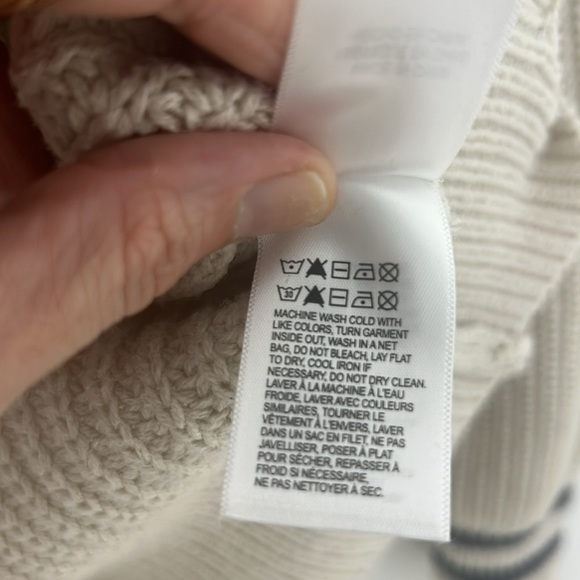 30
MACHINE WASH COLD WITH
LIKE COLORS, TURN GARMENT
INSIDE OUT, WASH IN A NET
BAG, DO NOT BLEACH, LAY FLAT
TO DRY, COOL IRON IF
NECESSARY, DO NOT DRY CLEAN.
LAVER À LA MACHINE À L'EAU
FROIDE, LAVER AVEC COULEURS
SIMILAIRES, TOURNER LE
VÊTEMENT À L'ENVERS, LAVER
DANS UN SAC EN FILET, NE PAS
JAVELLISER, POSER À PLAT
POUR SÉCHER, REPASSER À
FROID SI NÉCESSAIRE,
NE PAS NETTOYER À SEC.